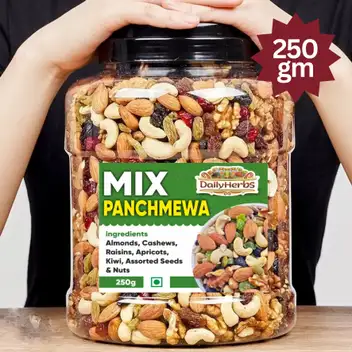 250
gm
DailyHerbs
MIX
PANCHMEWA
Ingredients
Almonds, Cashews,
Raisins, Apricots,
Kiwi, Assorted Seeds
& Nuts
250g